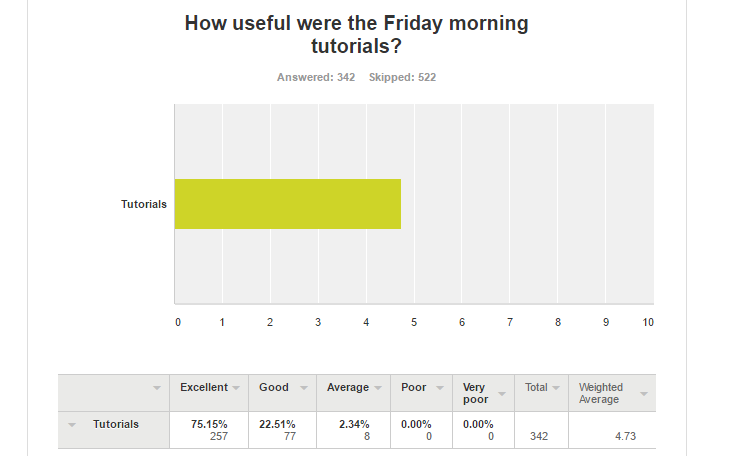 How useful were the Friday morning
tutorials?
Answered: 342 Skipped: 522
Tutorials
0 1 2 3 4 5 6 7 8 9 10
Excellent Good Average Poor Very poor Total Weighted Average
Tutorials 75.15% 22.51% 2.34% 0.00% 0.00%
257 77 8 0 0 342 4.73